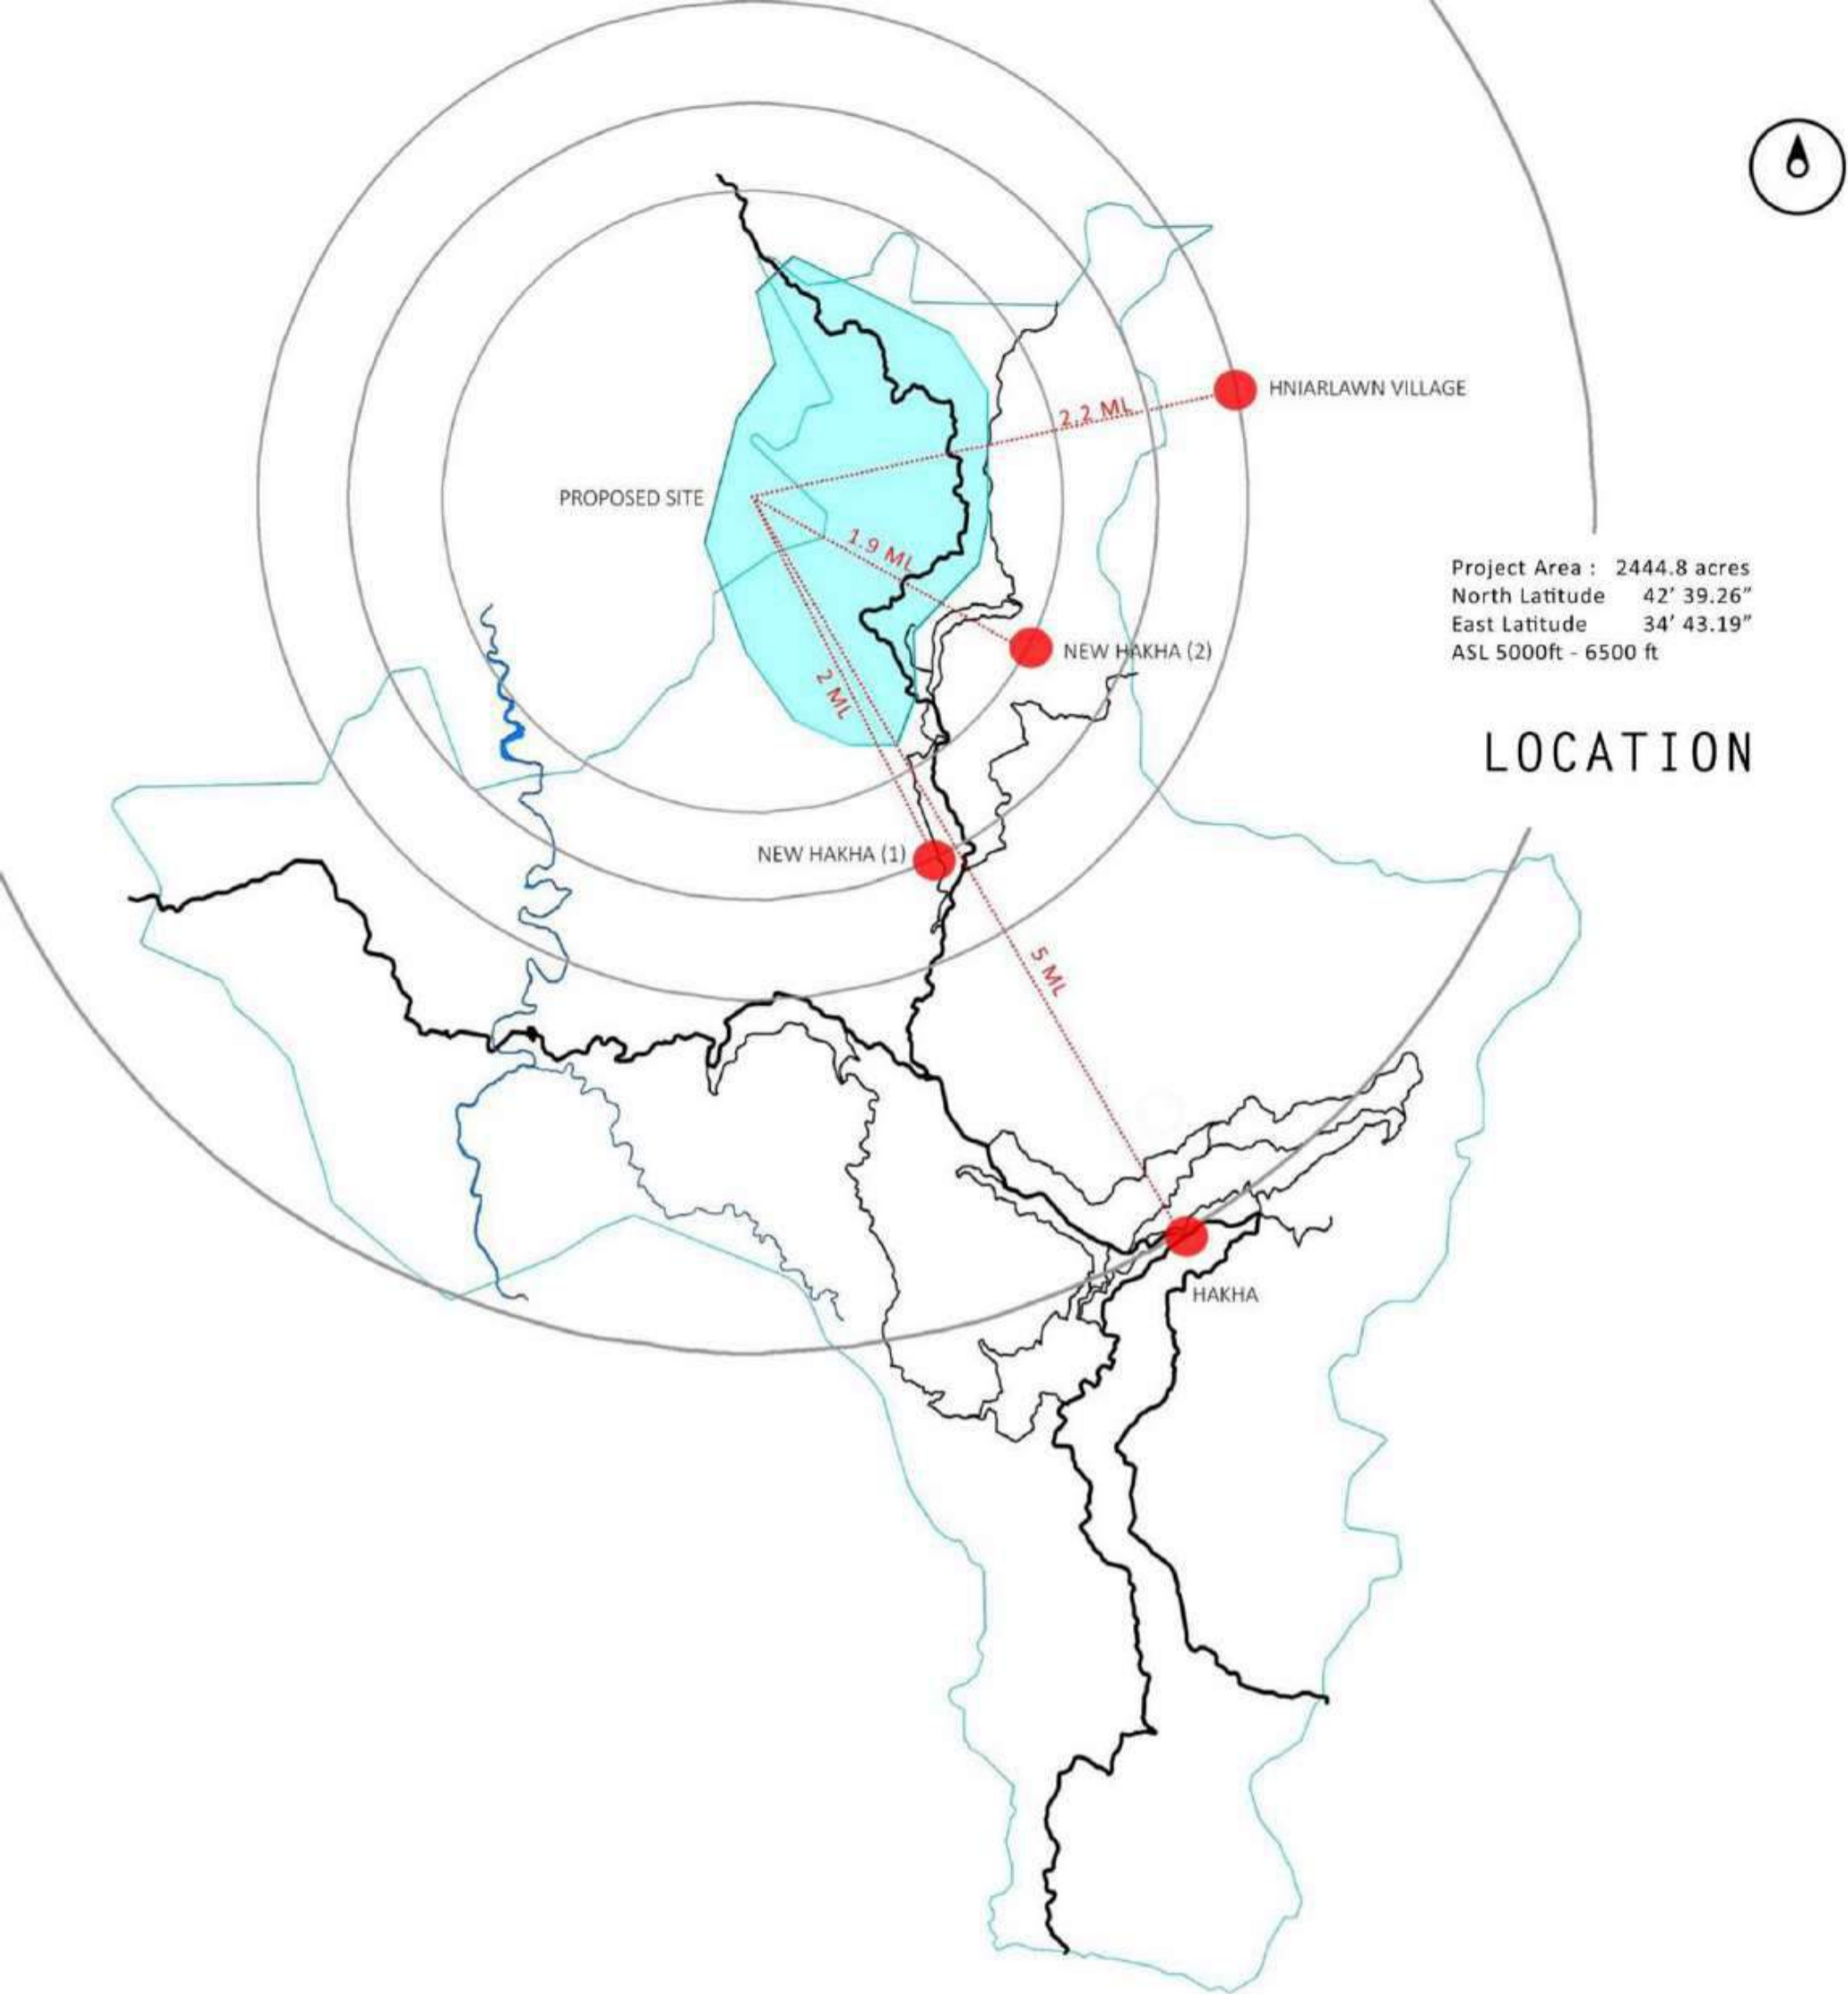 HNIARLAWN VILLAGE
2.2 ML
PROPOSED SITE
1.9 ML
Project Area : 2444.8 acres
North Latitude 42' 39.26"
East Latitude 34' 43.19"
ASL 5000ft - 6500 ft
NEW HAKHA (2)
2 ML
LOCATION
NEW HAKHA (1)
5 ML
HAKHA